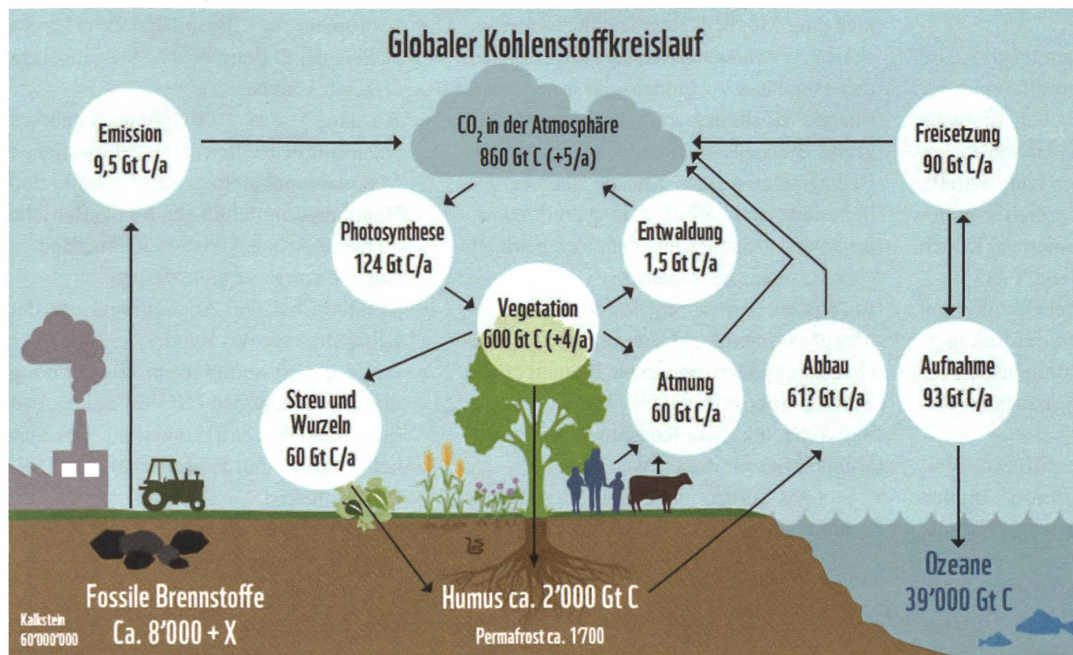 Globaler Kohlenstoffkreislauf
Emission
9,5 Gt C/a
CO₂ in der Atmosphäre
860 Gt C (+5/a)
Freisetzung
90 Gt C/a
Photosynthese
124 Gt C/a
Entwaldung
1,5 Gt C/a
Vegetation
600 Gt C (+4/a)
Streu und
Wurzeln
60 Gt C/a
Atmung
60 Gt C/a
Abbau
61? Gt C/a
Aufnahme
93 Gt C/a
Kalkstein
60'000'000
Fossile Brennstoffe
Ca. 8'000 + X
Humus ca. 2'000 Gt C
Permafrost ca. 1'700
Ozeane
39'000 Gt C